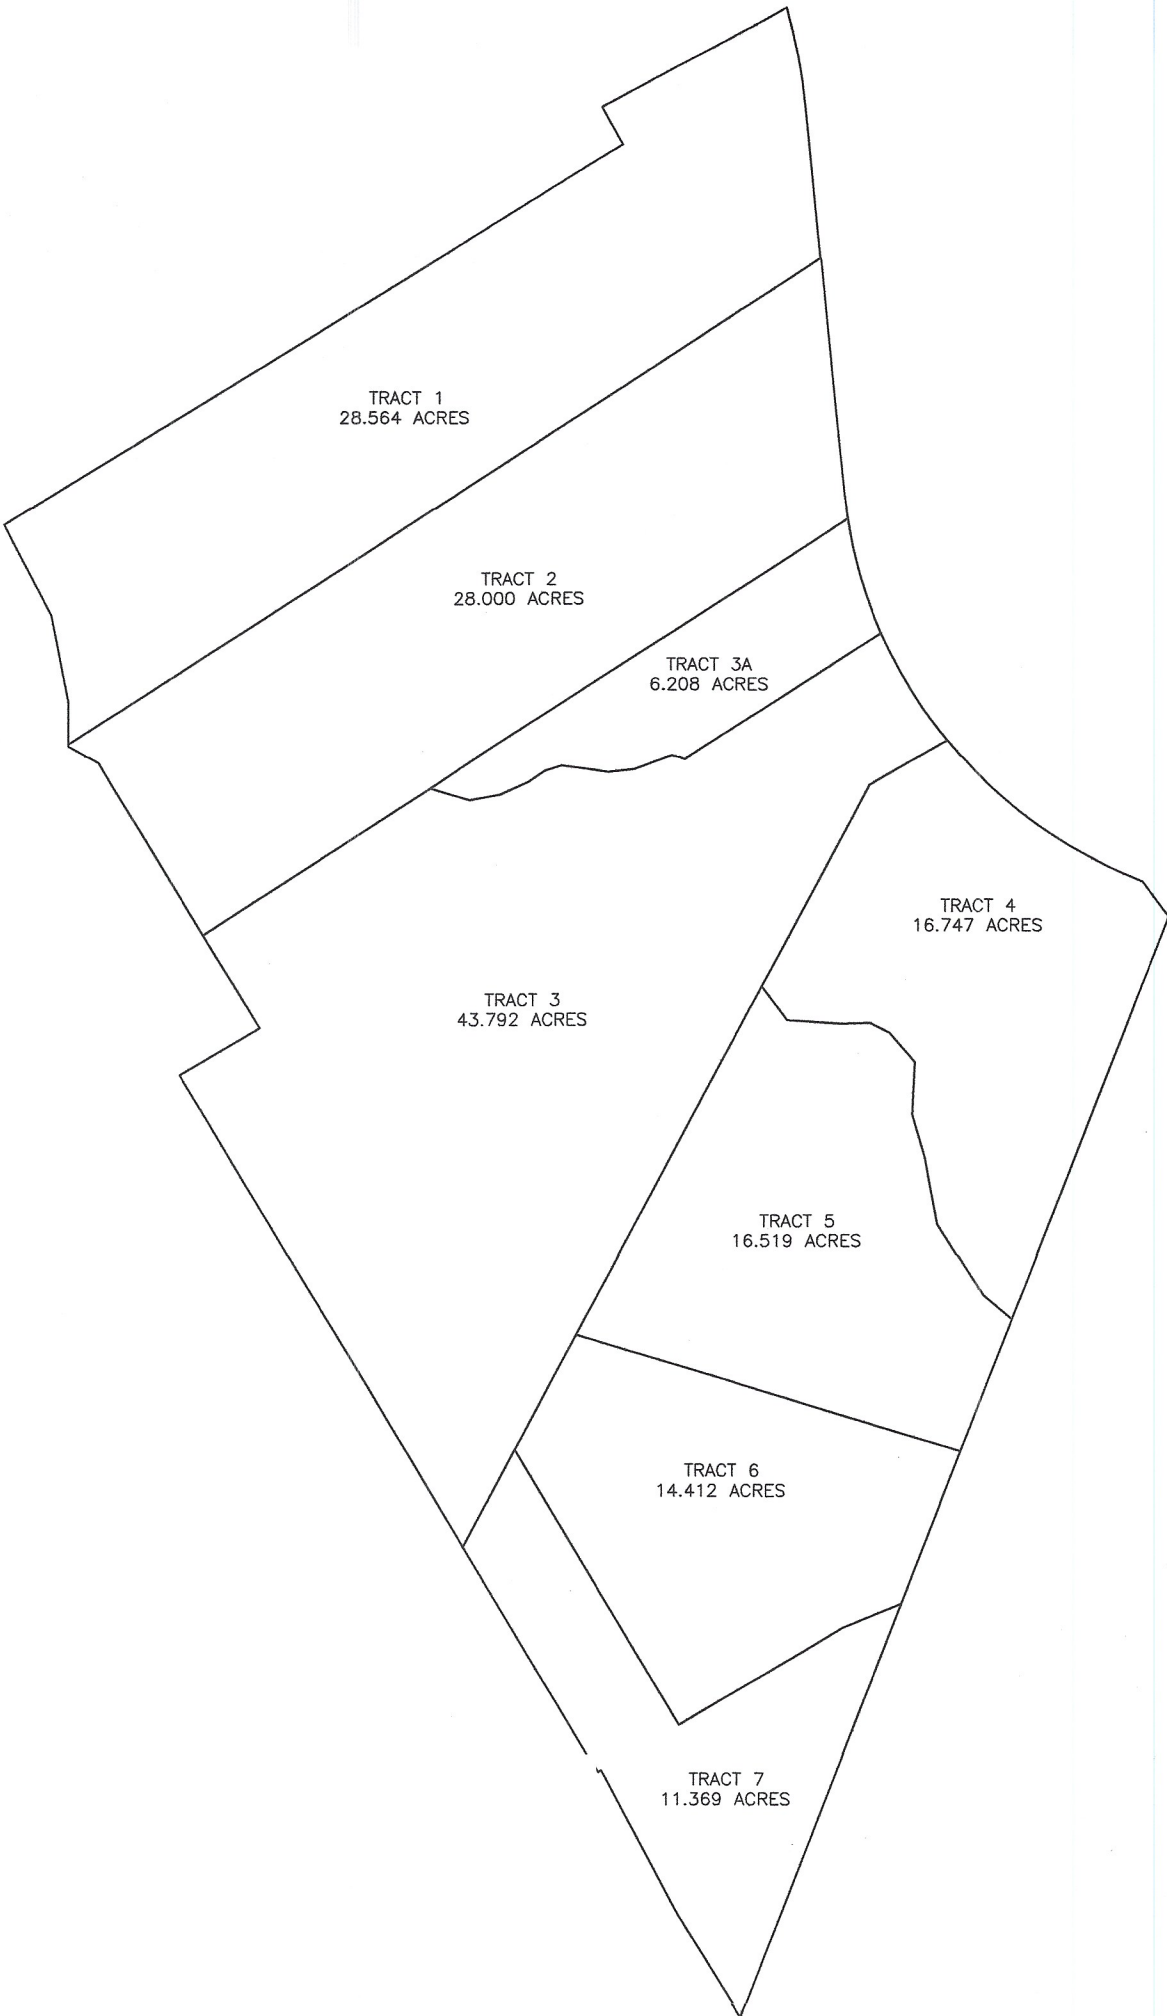 TRACT 1
28.564 ACRES
TRACT 2
28.000 ACRES
TRACT 3A
6.208 ACRES
TRACT 4
16.747 ACRES
TRACT 3
43.792 ACRES
TRACT 5
16.519 ACRES
TRACT 6
14.412 ACRES
TRACT 7
11.369 ACRES